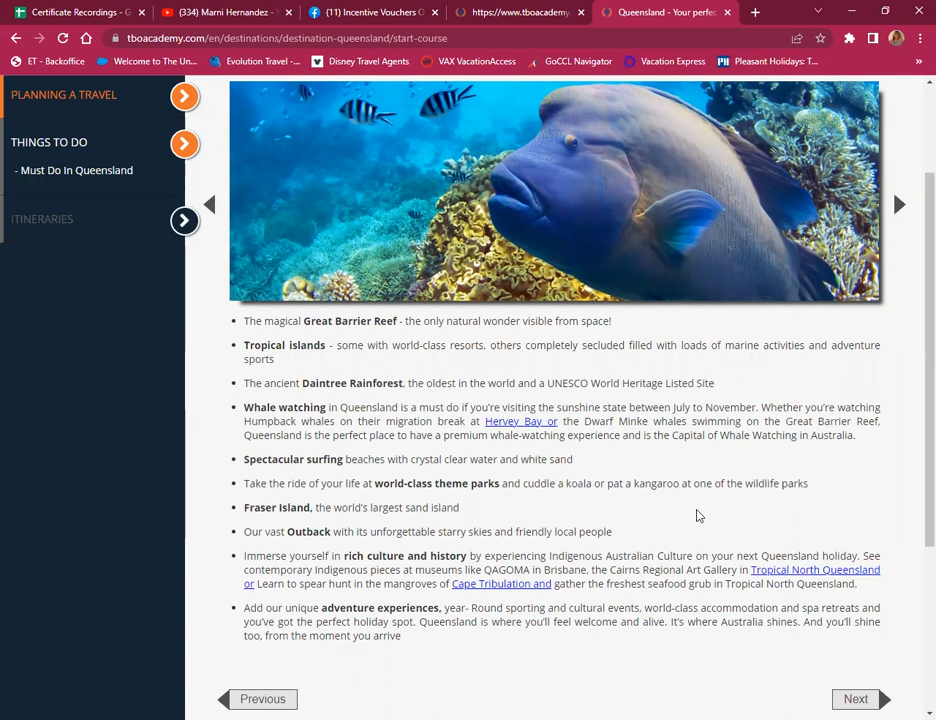 Certificate Recordings - G
(334) Marni Hernandez - Y
(11) Incentive Vouchers O
https://www.tboacademy.
Queensland - Your perfec
tboacademy.com/en/destinations/destination-queensland/start-course
ET - Backoffice
Welcome to The Un...
Evolution Travel -...
Disney Travel Agents
VAX VacationAccess
GoCCL Navigator
Vacation Express
Pleasant Holidays: T...
»
PLANNING A TRAVEL
THINGS TO DO
- Must Do In Queensland
ITINERARIES
• The magical Great Barrier Reef - the only natural wonder visible from space!
• Tropical islands - some with world-class resorts, others completely secluded filled with loads of marine activities and adventure
sports
• The ancient Daintree Rainforest, the oldest in the world and a UNESCO World Heritage Listed Site
• Whale watching in Queensland is a must do if you're visiting the sunshine state between July to November. Whether you're watching
Humpback whales on their migration break at Hervey Bay or the Dwarf Minke whales swimming on the Great Barrier Reef,
Queensland is the perfect place to have a premium whale-watching experience and is the Capital of Whale Watching in Australia.
• Spectacular surfing beaches with crystal clear water and white sand
• Take the ride of your life at world-class theme parks and cuddle a koala or pat a kangaroo at one of the wildlife parks
• Fraser Island, the world's largest sand island
• Our vast Outback with its unforgettable starry skies and friendly local people
• Immerse yourself in rich culture and history by experiencing Indigenous Australian Culture on your next Queensland holiday. See
contemporary Indigenous pieces at museums like QAGOMA in Brisbane, the Cairns Regional Art Gallery in Tropical North Queensland
or Learn to spear hunt in the mangroves of Cape Tribulation and gather the freshest seafood grub in Tropical North Queensland.
• Add our unique adventure experiences, year- Round sporting and cultural events, world-class accommodation and spa retreats and
you've got the perfect holiday spot. Queensland is where you'll feel welcome and alive. It's where Australia shines. And you'll shine
too, from the moment you arrive
Previous
Next